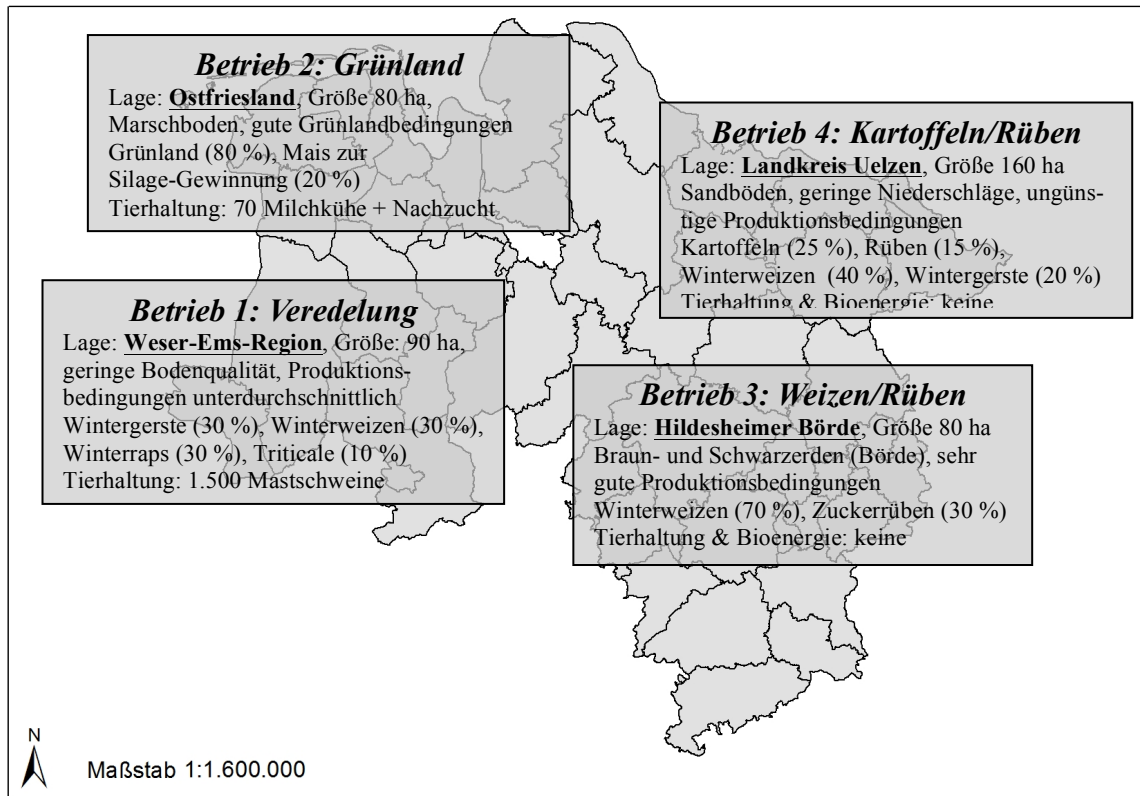 Betrieb 2: Grünland
Lage: Ostfriesland, Größe 80 ha,
Marschboden, gute Grünlandbedingungen
Grünland (80 %), Mais zur
Silage-Gewinnung (20 %)
Tierhaltung: 70 Milchkühe + Nachzucht
Betrieb 4: Kartoffeln/Rüben
Lage: Landkreis Uelzen, Größe 160 ha
Sandböden, geringe Niederschläge, ungüns-
tige Produktionsbedingungen
Kartoffeln (25 %), Rüben (15 %),
Winterweizen (40 %), Wintergerste (20 %)
Tierhaltung & Bioenergie: keine
Betrieb 1: Veredelung
Lage: Weser-Ems-Region, Größe: 90 ha,
geringe Bodenqualität, Produktions-
bedingungen unterdurchschnittlich
Wintergerste (30 %), Winterweizen (30 %),
Winterraps (30 %), Triticale (10 %)
Tierhaltung: 1.500 Mastschweine
Betrieb 3: Weizen/Rüben
Lage: Hildesheimer Börde, Größe 80 ha
Braun- und Schwarzerden (Börde), sehr
gute Produktionsbedingungen
Winterweizen (70 %), Zuckerrüben (30 %)
Tierhaltung & Bioenergie: keine
N
Maßstab 1:1.600.000